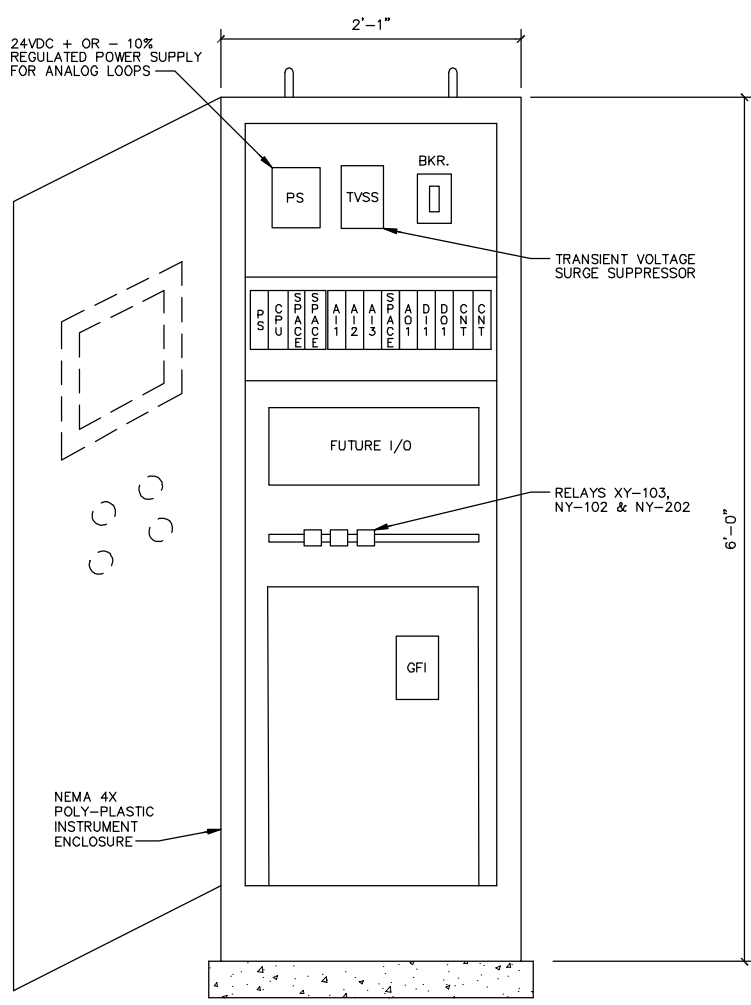 2'-1"
24VDC + OR - 10%
REGULATED POWER SUPPLY
FOR ANALOG LOOPS
BKR.
PS
TVSS
TRANSIENT VOLTAGE
SURGE SUPPRESSOR
PS
CPU
SPACE
SPACE
AI1
AI2
AI3
SPACE
AO1
DI1
DO1
CNT
CNT
FUTURE I/O
RELAYS XY-103,
NY-102 & NY-202
6'-0"
GFI
NEMA 4X
POLY-PLASTIC
INSTRUMENT
ENCLOSURE